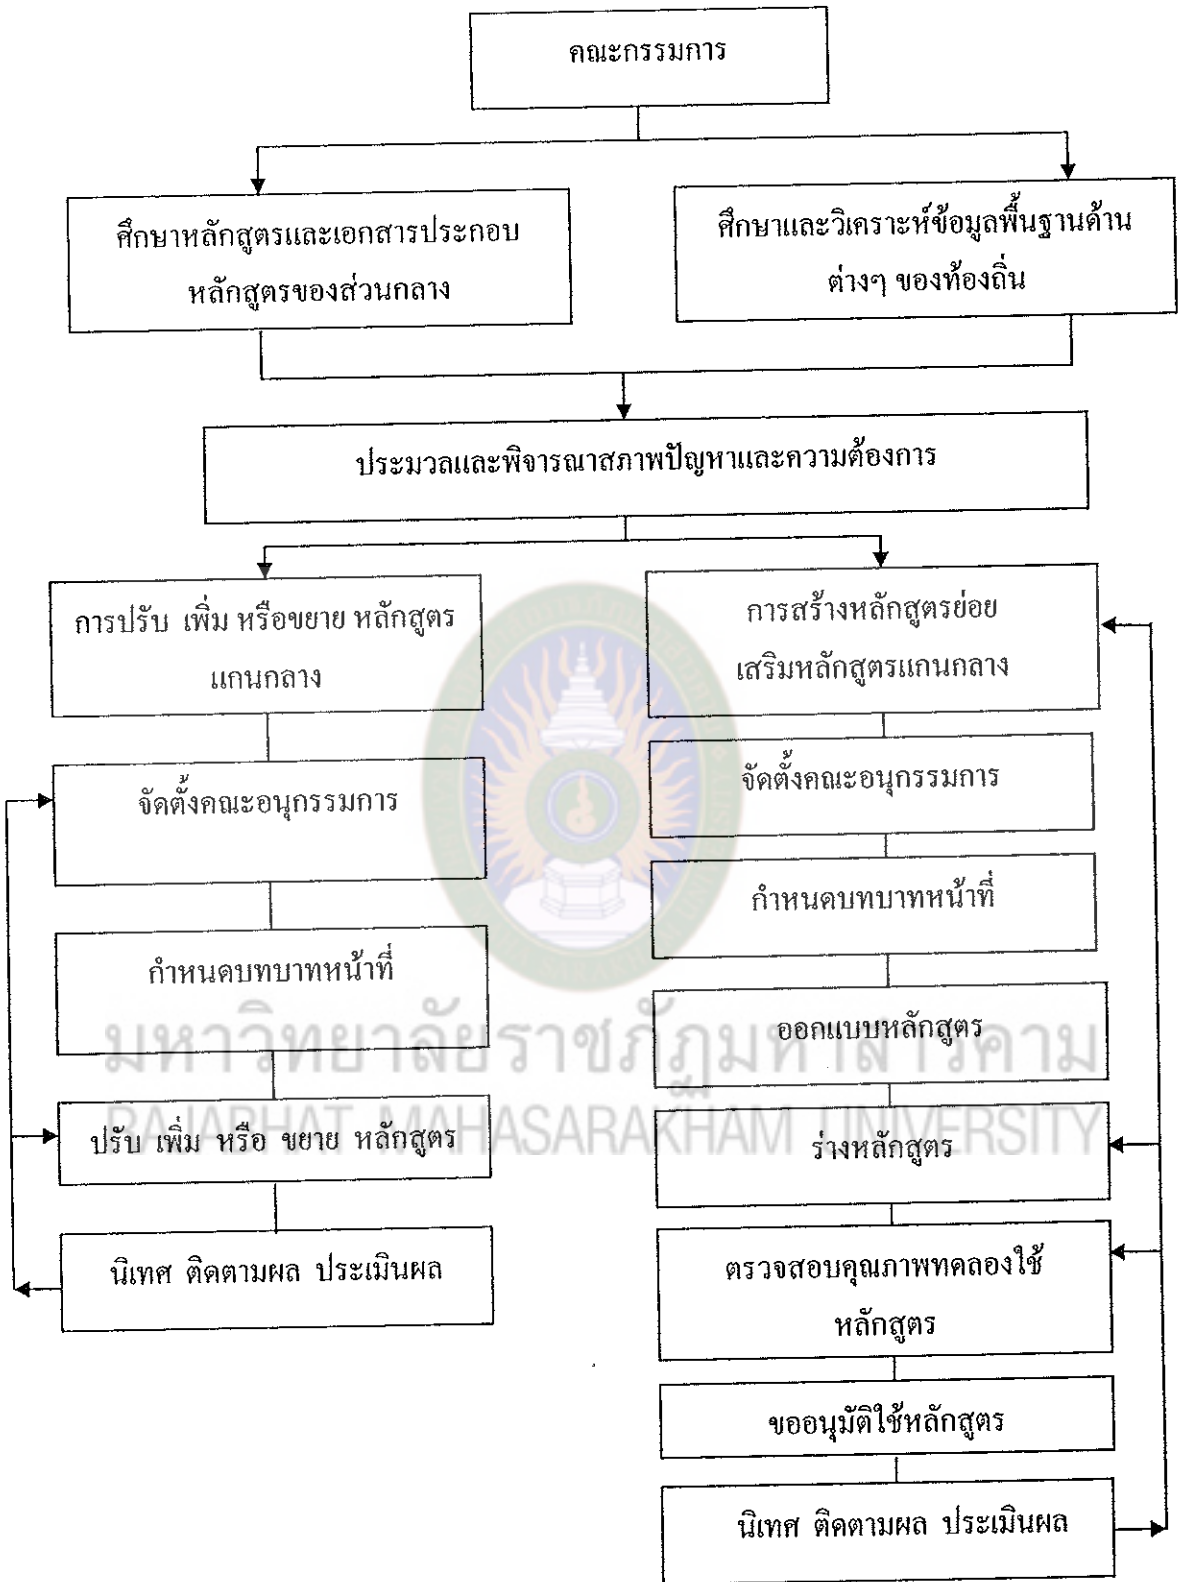 คณะกรรมการ
ศึกษาหลักสูตรและเอกสารประกอบ
หลักสูตรของส่วนกลาง
ศึกษาและวิเคราะห์ข้อมูลพื้นฐานด้าน
ต่างๆ ของท้องถิ่น
ประมวลและพิจารณาสภาพปัญหาและความต้องการ
การปรับ เพิ่ม หรือขยาย หลักสูตร
แกนกลาง
จัดตั้งคณะอนุกรรมการ
กำหนดบทบาทหน้าที่
ปรับ เพิ่ม หรือ ขยาย หลักสูตร
นิเทศ ติดตามผล ประเมินผล
การสร้างหลักสูตรย่อย
เสริมหลักสูตรแกนกลาง
จัดตั้งคณะอนุกรรมการ
กำหนดบทบาทหน้าที่
ออกแบบหลักสูตร
ร่างหลักสูตร
ตรวจสอบคุณภาพทดลองใช้
หลักสูตร
ขออนุมัติใช้หลักสูตร
นิเทศ ติดตามผล ประเมินผล
มหาวิทยาลัยราชภัฏมหาสารคาม
RAJABHAT MAHASARAKHAM UNIVERSITY